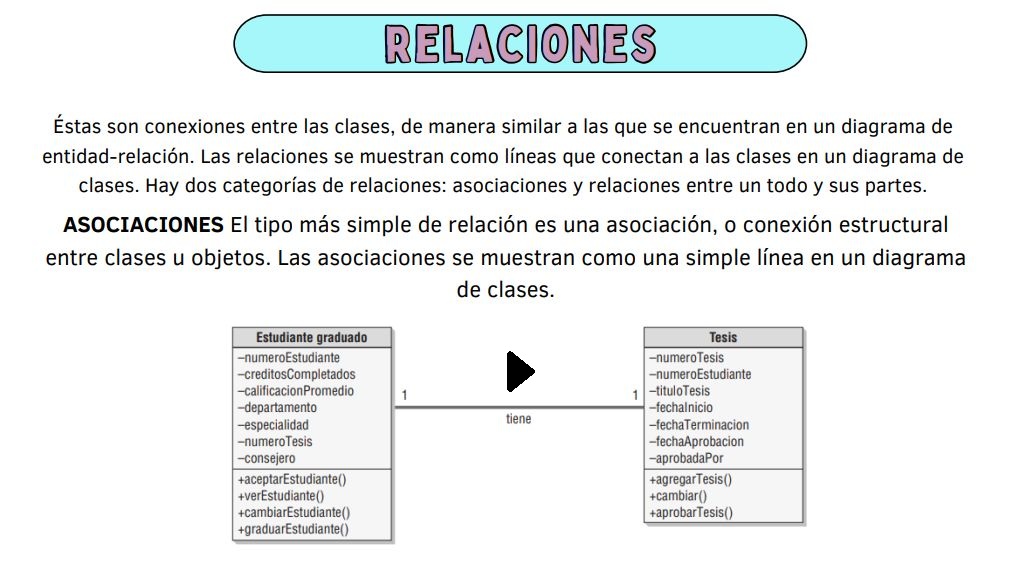 RELACIONES
Éstas son conexiones entre las clases, de manera similar a las que se encuentran en un diagrama de
entidad-relación. Las relaciones se muestran como líneas que conectan a las clases en un diagrama de
clases. Hay dos categorías de relaciones: asociaciones y relaciones entre un todo y sus partes.
ASOCIACIONES El tipo más simple de relación es una asociación, o conexión estructural
entre clases u objetos. Las asociaciones se muestran como una simple línea en un diagrama
de clases.
Estudiante graduado
–numeroEstudiante
–creditosCompletados
–calificacionPromedio
–departamento
–especialidad
–numeroTesis
–consejero
+aceptarEstudiante()
+verEstudiante()
+cambiarEstudiante()
+graduarEstudiante()
1
tiene
1
Tesis
–numeroTesis
–numeroEstudiante
–tituloTesis
–fechaInicio
–fechaTerminacion
–fechaAprobacion
–aprobadaPor
+agregarTesis()
+cambiar()
+aprobarTesis()